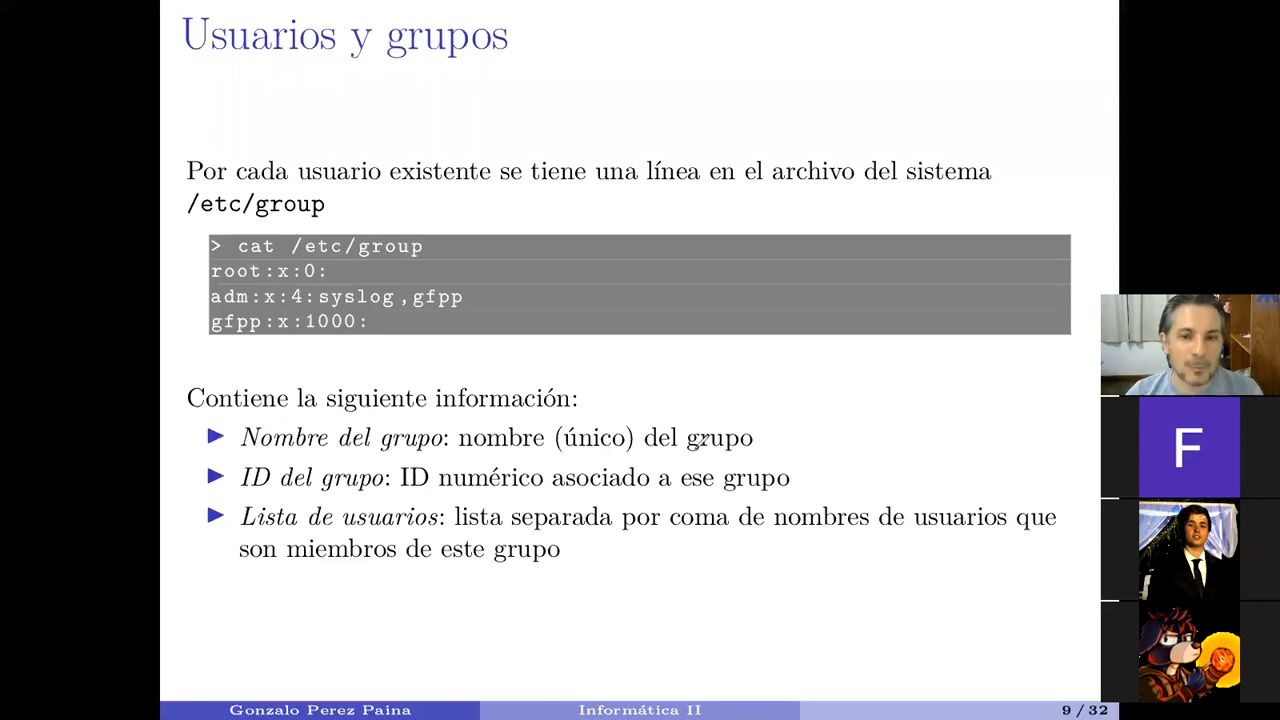 Usuarios y grupos
Por cada usuario existente se tiene una línea en el archivo del sistema
/etc/group
> cat /etc/group
root:x:0:
adm:x:4:syslog,gfpp
gfpp:x:1000:
Contiene la siguiente información:
▶ Nombre del grupo: nombre (único) del grupo
▶ ID del grupo: ID numérico asociado a ese grupo
▶ Lista de usuarios: lista separada por coma de nombres de usuarios que
son miembros de este grupo
F
Gonzalo Perez Paina Informática II 9 / 32